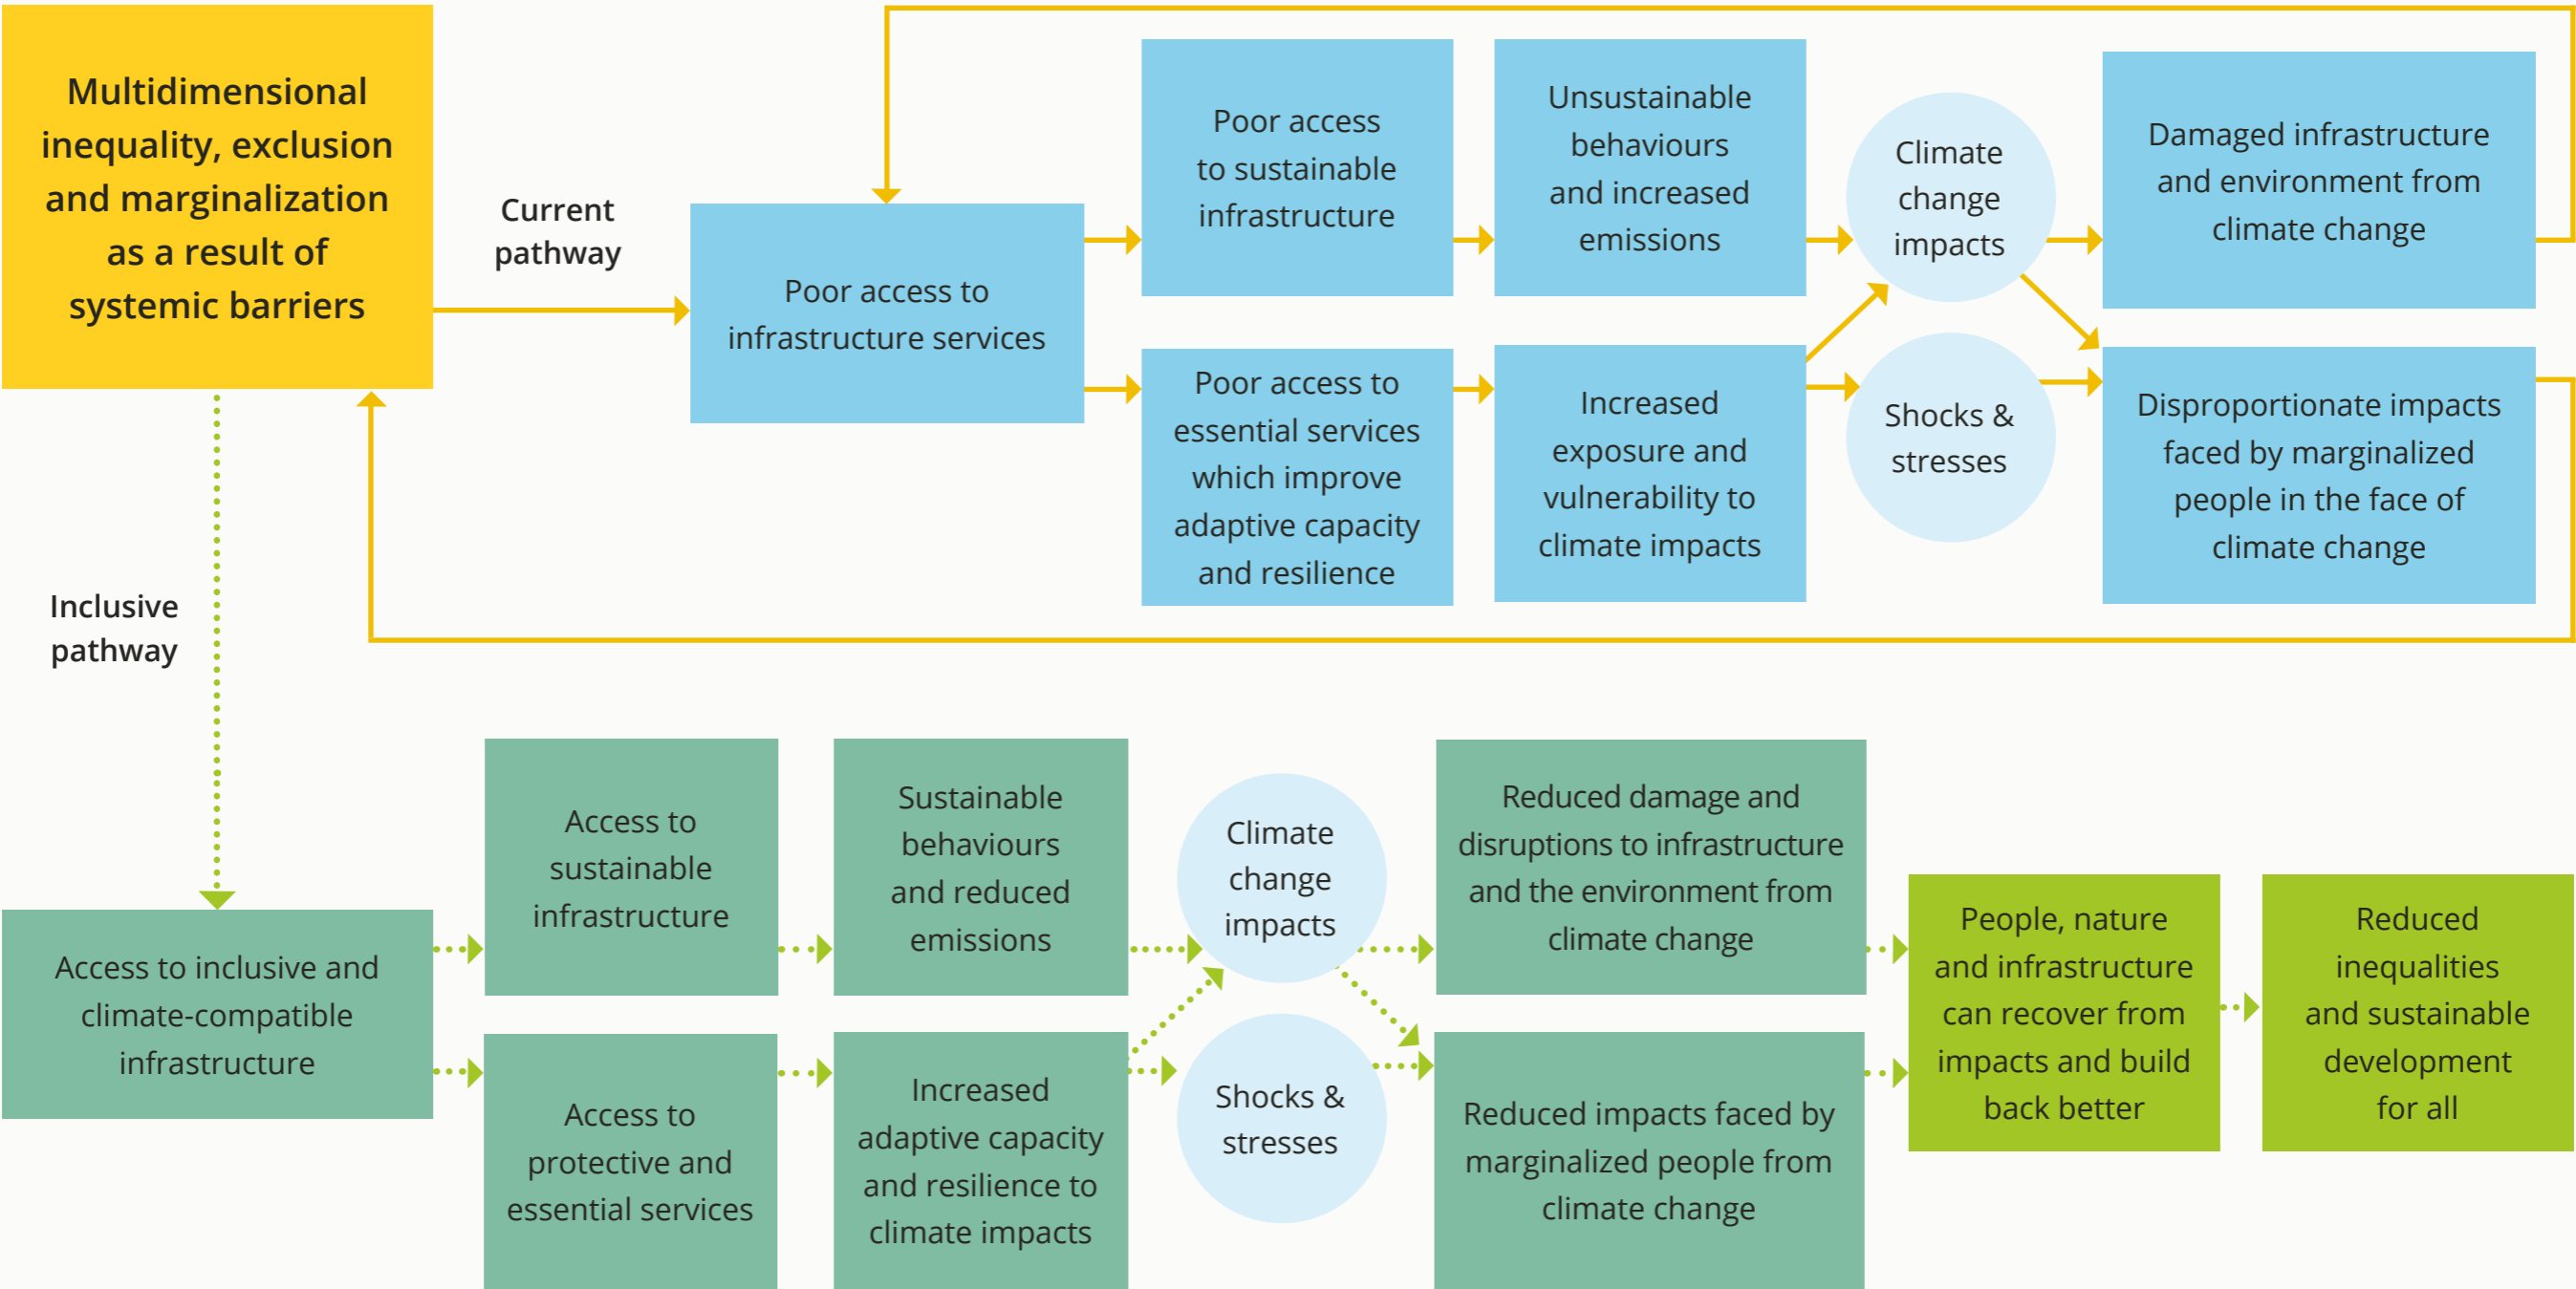 Multidimensional
inequality, exclusion
and marginalization
as a result of
systemic barriers
Current
pathway
Poor access to
infrastructure services
Poor access
to sustainable
infrastructure
Unsustainable
behaviours
and increased
emissions
Climate
change
impacts
Damaged infrastructure
and environment from
climate change
Poor access to
essential services
which improve
adaptive capacity
and resilience
Increased
exposure and
vulnerability to
climate impacts
Shocks &
stresses
Disproportionate impacts
faced by marginalized
people in the face of
climate change
Inclusive
pathway
Access to inclusive and
climate-compatible
infrastructure
Access to
sustainable
infrastructure
Sustainable
behaviours
and reduced
emissions
Climate
change
impacts
Reduced damage and
disruptions to infrastructure
and the environment from
climate change
Access to
protective and
essential services
Increased
adaptive capacity
and resilience to
climate impacts
Shocks &
stresses
Reduced impacts faced by
marginalized people from
climate change
People, nature
and infrastructure
can recover from
impacts and build
back better
Reduced
inequalities
and sustainable
development
for all